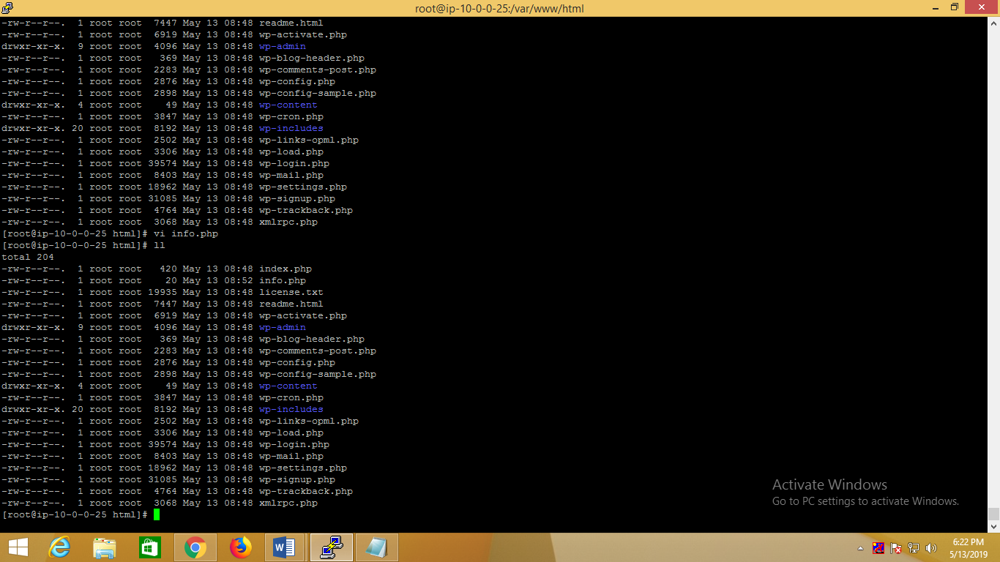 root@ip-10-0-0-25:/var/www/html
-rw-r--r--.  1 root root  7447 May 13 08:48 readme.html
-rw-r--r--.  1 root root  6919 May 13 08:48 wp-activate.php
drwxr-xr-x.  9 root root  4096 May 13 08:48 wp-admin
-rw-r--r--.  1 root root   369 May 13 08:48 wp-blog-header.php
-rw-r--r--.  1 root root  2283 May 13 08:48 wp-comments-post.php
-rw-r--r--.  1 root root  2876 May 13 08:48 wp-config.php
-rw-r--r--.  1 root root  2898 May 13 08:48 wp-config-sample.php
drwxr-xr-x.  4 root root    49 May 13 08:48 wp-content
-rw-r--r--.  1 root root  3847 May 13 08:48 wp-cron.php
drwxr-xr-x. 20 root root  8192 May 13 08:48 wp-includes
-rw-r--r--.  1 root root  2502 May 13 08:48 wp-links-opml.php
-rw-r--r--.  1 root root  3306 May 13 08:48 wp-load.php
-rw-r--r--.  1 root root 39574 May 13 08:48 wp-login.php
-rw-r--r--.  1 root root  8403 May 13 08:48 wp-mail.php
-rw-r--r--.  1 root root 18962 May 13 08:48 wp-settings.php
-rw-r--r--.  1 root root 31085 May 13 08:48 wp-signup.php
-rw-r--r--.  1 root root  4764 May 13 08:48 wp-trackback.php
-rw-r--r--.  1 root root  3068 May 13 08:48 xmlrpc.php
[root@ip-10-0-0-25 html]# vi info.php
[root@ip-10-0-0-25 html]# ll
total 204
-rw-r--r--.  1 root root   420 May 13 08:48 index.php
-rw-r--r--.  1 root root    20 May 13 08:52 info.php
-rw-r--r--.  1 root root 19935 May 13 08:48 license.txt
-rw-r--r--.  1 root root  7447 May 13 08:48 readme.html
-rw-r--r--.  1 root root  6919 May 13 08:48 wp-activate.php
drwxr-xr-x.  9 root root  4096 May 13 08:48 wp-admin
-rw-r--r--.  1 root root   369 May 13 08:48 wp-blog-header.php
-rw-r--r--.  1 root root  2283 May 13 08:48 wp-comments-post.php
-rw-r--r--.  1 root root  2876 May 13 08:48 wp-config.php
-rw-r--r--.  1 root root  2898 May 13 08:48 wp-config-sample.php
drwxr-xr-x.  4 root root    49 May 13 08:48 wp-content
-rw-r--r--.  1 root root  3847 May 13 08:48 wp-cron.php
drwxr-xr-x. 20 root root  8192 May 13 08:48 wp-includes
-rw-r--r--.  1 root root  2502 May 13 08:48 wp-links-opml.php
-rw-r--r--.  1 root root  3306 May 13 08:48 wp-load.php
-rw-r--r--.  1 root root 39574 May 13 08:48 wp-login.php
-rw-r--r--.  1 root root  8403 May 13 08:48 wp-mail.php
-rw-r--r--.  1 root root 18962 May 13 08:48 wp-settings.php
-rw-r--r--.  1 root root 31085 May 13 08:48 wp-signup.php
-rw-r--r--.  1 root root  4764 May 13 08:48 wp-trackback.php
-rw-r--r--.  1 root root  3068 May 13 08:48 xmlrpc.php
[root@ip-10-0-0-25 html]#
Activate Windows
Go to PC settings to activate Windows.
6:22 PM
5/13/2019